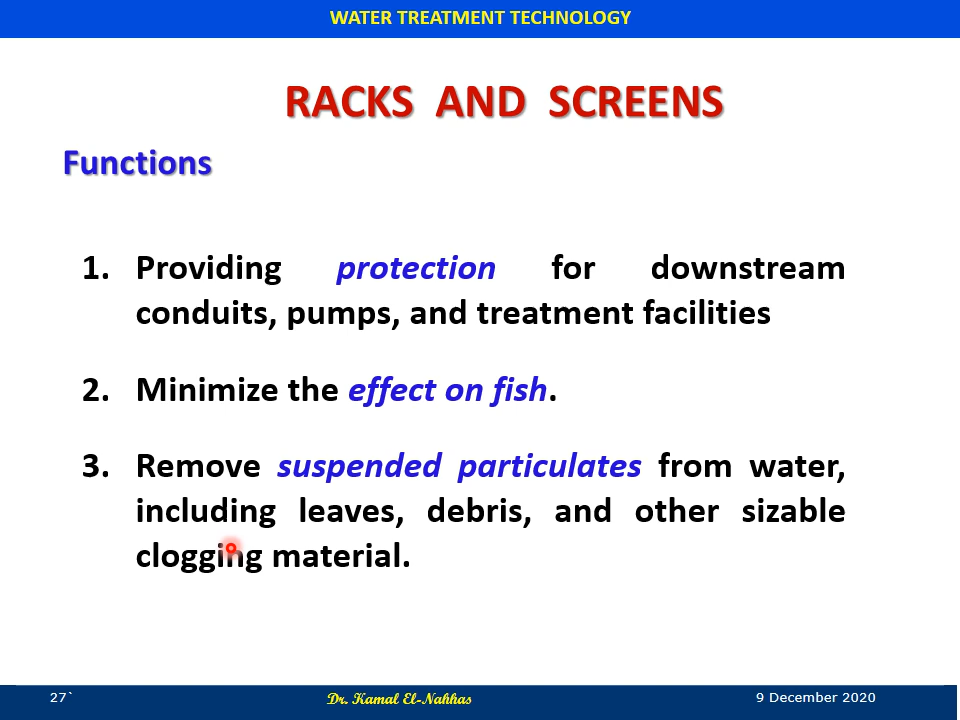 WATER TREATMENT TECHNOLOGY
RACKS AND SCREENS
Functions
1. Providing protection for downstream
conduits, pumps, and treatment facilities
2. Minimize the effect on fish.
3. Remove suspended particulates from water,
including leaves, debris, and other sizable
clogging material.
27` Dr. Kamal El-Nahhas 9 December 2020